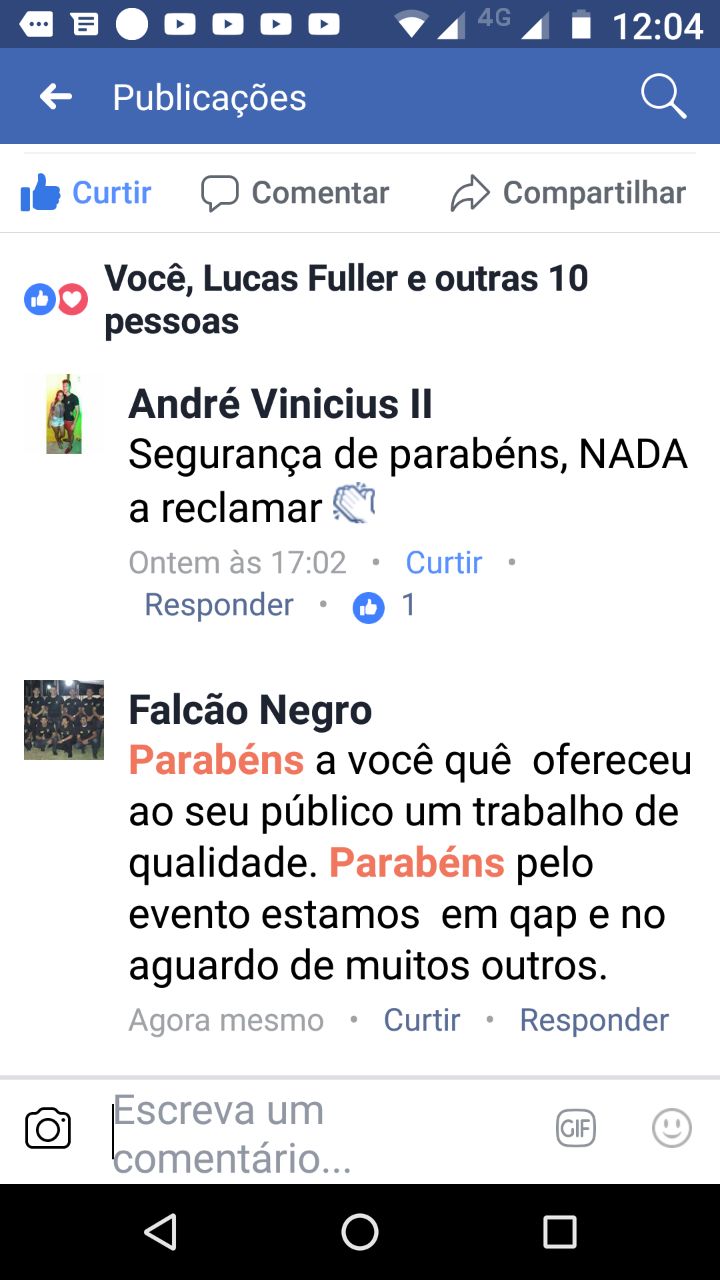 4G 12:04
Publicações
Curtir Comentar Compartilhar
Você, Lucas Fuller e outras 10
pessoas
André Vinicius II
Segurança de parabéns, NADA
a reclamar
Ontem às 17:02 • Curtir •
Responder • 1
Falcão Negro
Parabéns a você quê ofereceu
ao seu público um trabalho de
qualidade. Parabéns pelo
evento estamos em qap e no
aguardo de muitos outros.
Agora mesmo • Curtir • Responder
Escreva um
comentário...
GIF